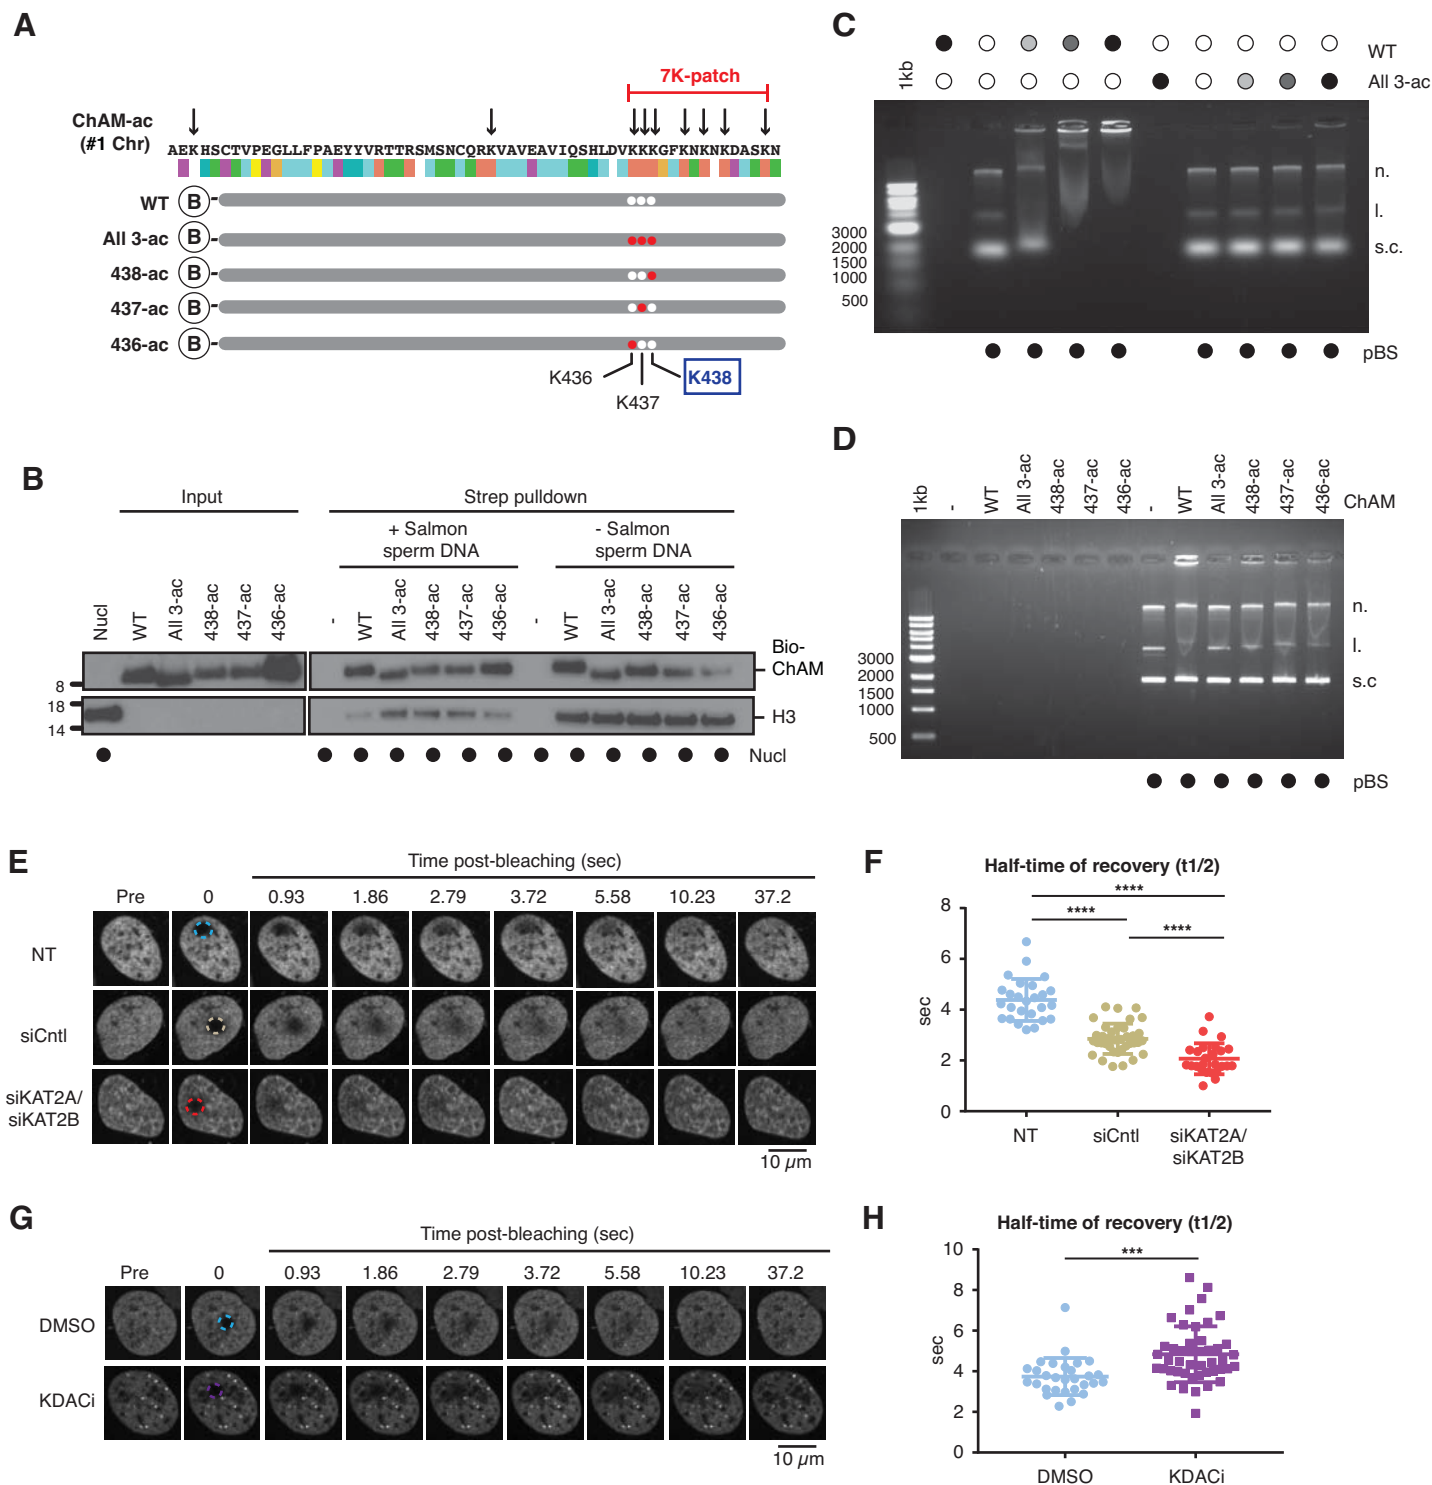 A
7K-patch
ChAM-ac
(#1 Chr)
AEKHSCTVPEGLLFPAEYYVRTTRSMSNCQRKVAVEAVIQSHLDVKKKGFKNKNKDASKN
WT B
All 3-ac B
438-ac B
437-ac B
436-ac B
K436
K437
K438
B
Input
Strep pulldown
+ Salmon
sperm DNA
- Salmon
sperm DNA
Nucl
WT
All 3-ac
438-ac
437-ac
436-ac
-
WT
All 3-ac
438-ac
437-ac
436-ac
-
WT
All 3-ac
438-ac
437-ac
436-ac
Bio-
ChAM
8
18
14
H3
Nucl
C
WT
All 3-ac
1kb
3000
2000
1500
1000
500
n.
l.
s.c.
pBS
D
1kb
-
WT
All 3-ac
438-ac
437-ac
436-ac
-
WT
All 3-ac
438-ac
437-ac
436-ac
ChAM
3000
2000
1500
1000
500
n.
l.
s.c
pBS
E
Time post-bleaching (sec)
Pre 0 0.93 1.86 2.79 3.72 5.58 10.23 37.2
NT
siCntl
siKAT2A/
siKAT2B
10 µm
F
Half-time of recovery (t1/2)
****
****
****
8
6
4
2
0
sec
NT
siCntl
siKAT2A/
siKAT2B
G
Time post-bleaching (sec)
Pre 0 0.93 1.86 2.79 3.72 5.58 10.23 37.2
DMSO
KDACi
10 µm
H
Half-time of recovery (t1/2)
***
10
8
6
4
2
0
sec
DMSO
KDACi